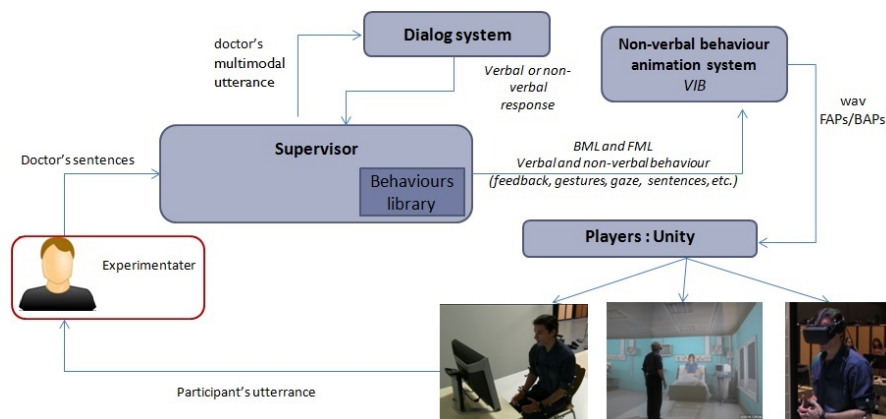 doctor's
multimodal
utterance
Dialog system
Verbal or non-
verbal
response
Non-verbal behaviour
animation system
VIB
wav
FAPs/BAPs
Doctor's sentences
Supervisor
Behaviours
library
BML and FML
Verbal and non-verbal behaviour
(feedback, gestures, gaze, sentences, etc.)
Players : Unity
Experimentater
Participant's utterrance